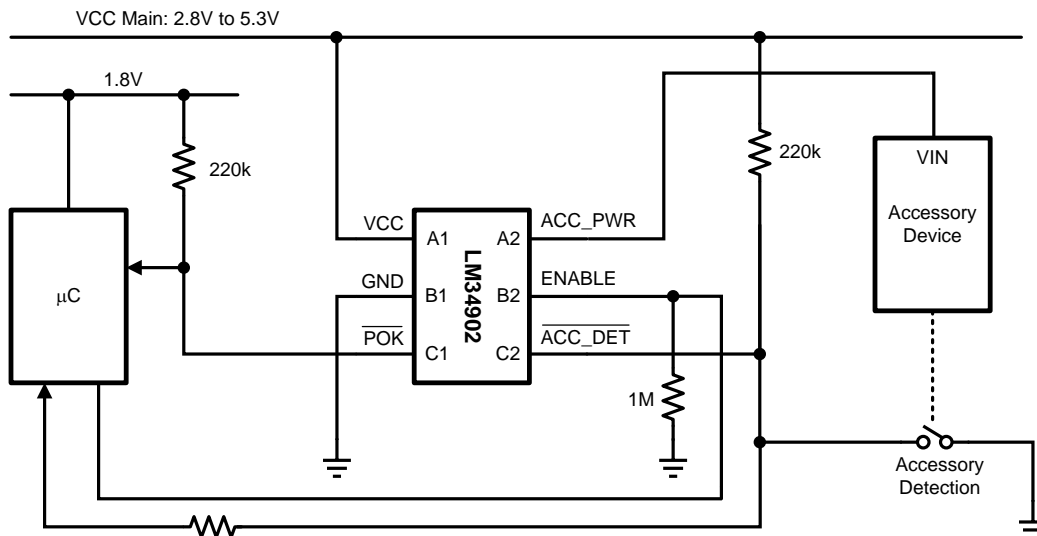 VCC Main: 2.8V to 5.3V
1.8V
220k
220k
VIN
Accessory
Device
VCC
A1
A2
ACC_PWR
LM34902
GND
B1
B2
ENABLE
μC
POK
C1
C2
ACC_DET
1M
Accessory
Detection